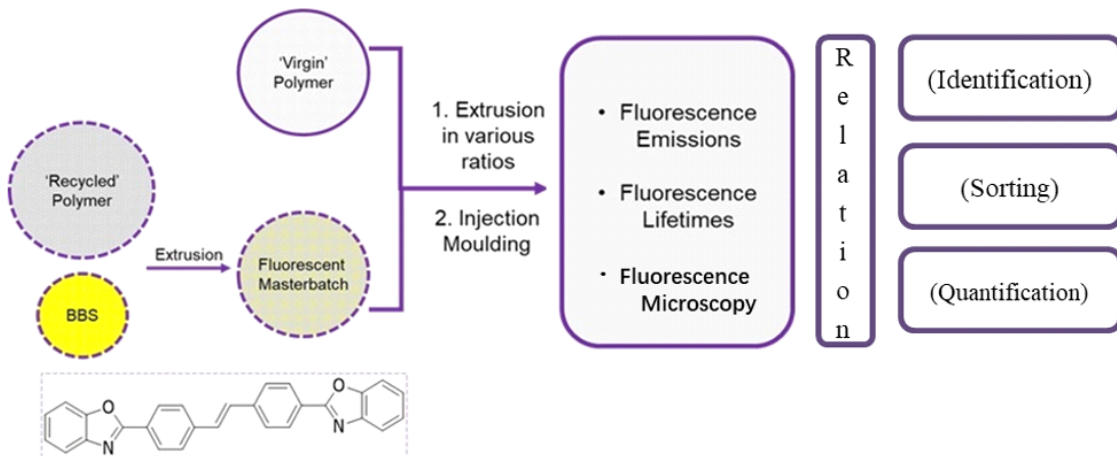 'Virgin'
Polymer
'Recycled'
Polymer
BBS
Extrusion
Fluorescent
Masterbatch
1. Extrusion
in various
ratios
2. Injection
Moulding
• Fluorescence
Emissions
• Fluorescence
Lifetimes
• Fluorescence
Microscopy
Relation
(Identification)
(Sorting)
(Quantification)
O
N
O
N